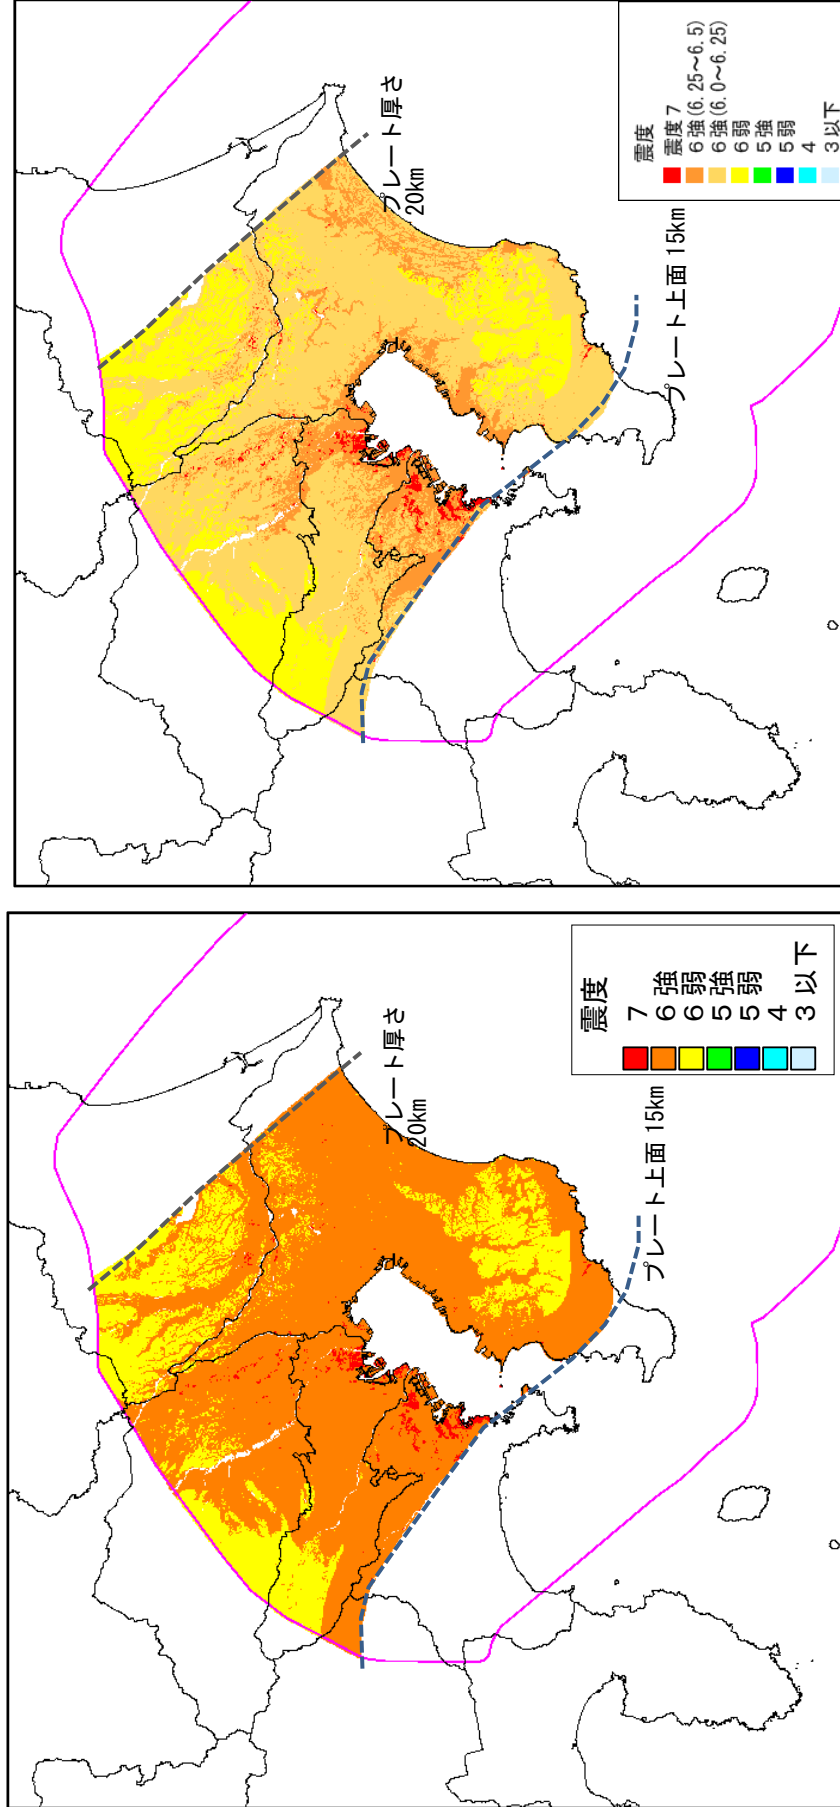 プレート厚さ
20km
プレート上面 15km
震度
7
6強
6弱
5強
5弱
4
3以下
プレート厚さ
20km
プレート上面 15km
震度
震度7
6強(6.25～6.5)
6強(6.0～6.25)
6弱
5強
5弱
4
3以下